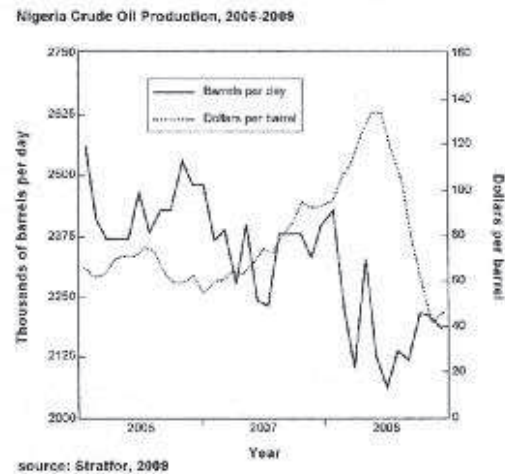 Nigeria Crude Oil Production, 2006-2009
2750
2625
2500
2375
2250
2125
2000
Thousands of barrels per day
Barrels per day
Dollars per barrel
160
140
120
100
80
60
40
20
0
Dollars per barrel
2006
2007
2008
Year
source: Stratfor, 2009